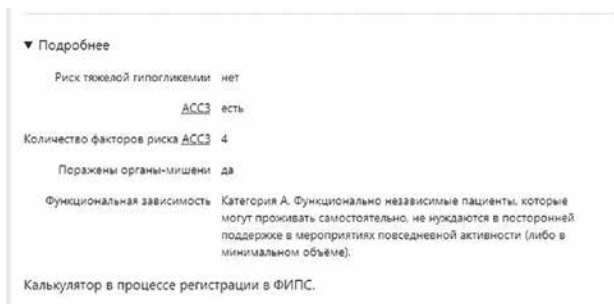 ▼ Подробнее
Риск тяжелой гипогликемии нет
АССЗ есть
Количество факторов риска АССЗ 4
Поражены органы-мишени да
Функциональная зависимость Категория А. Функционально независимые пациенты, которые
могут проживать самостоятельно, не нуждаются в посторонней
поддержке в мероприятиях повседневной активности (либо в
минимальном объёме).
Калькулятор в процессе регистрации в ФИПС.